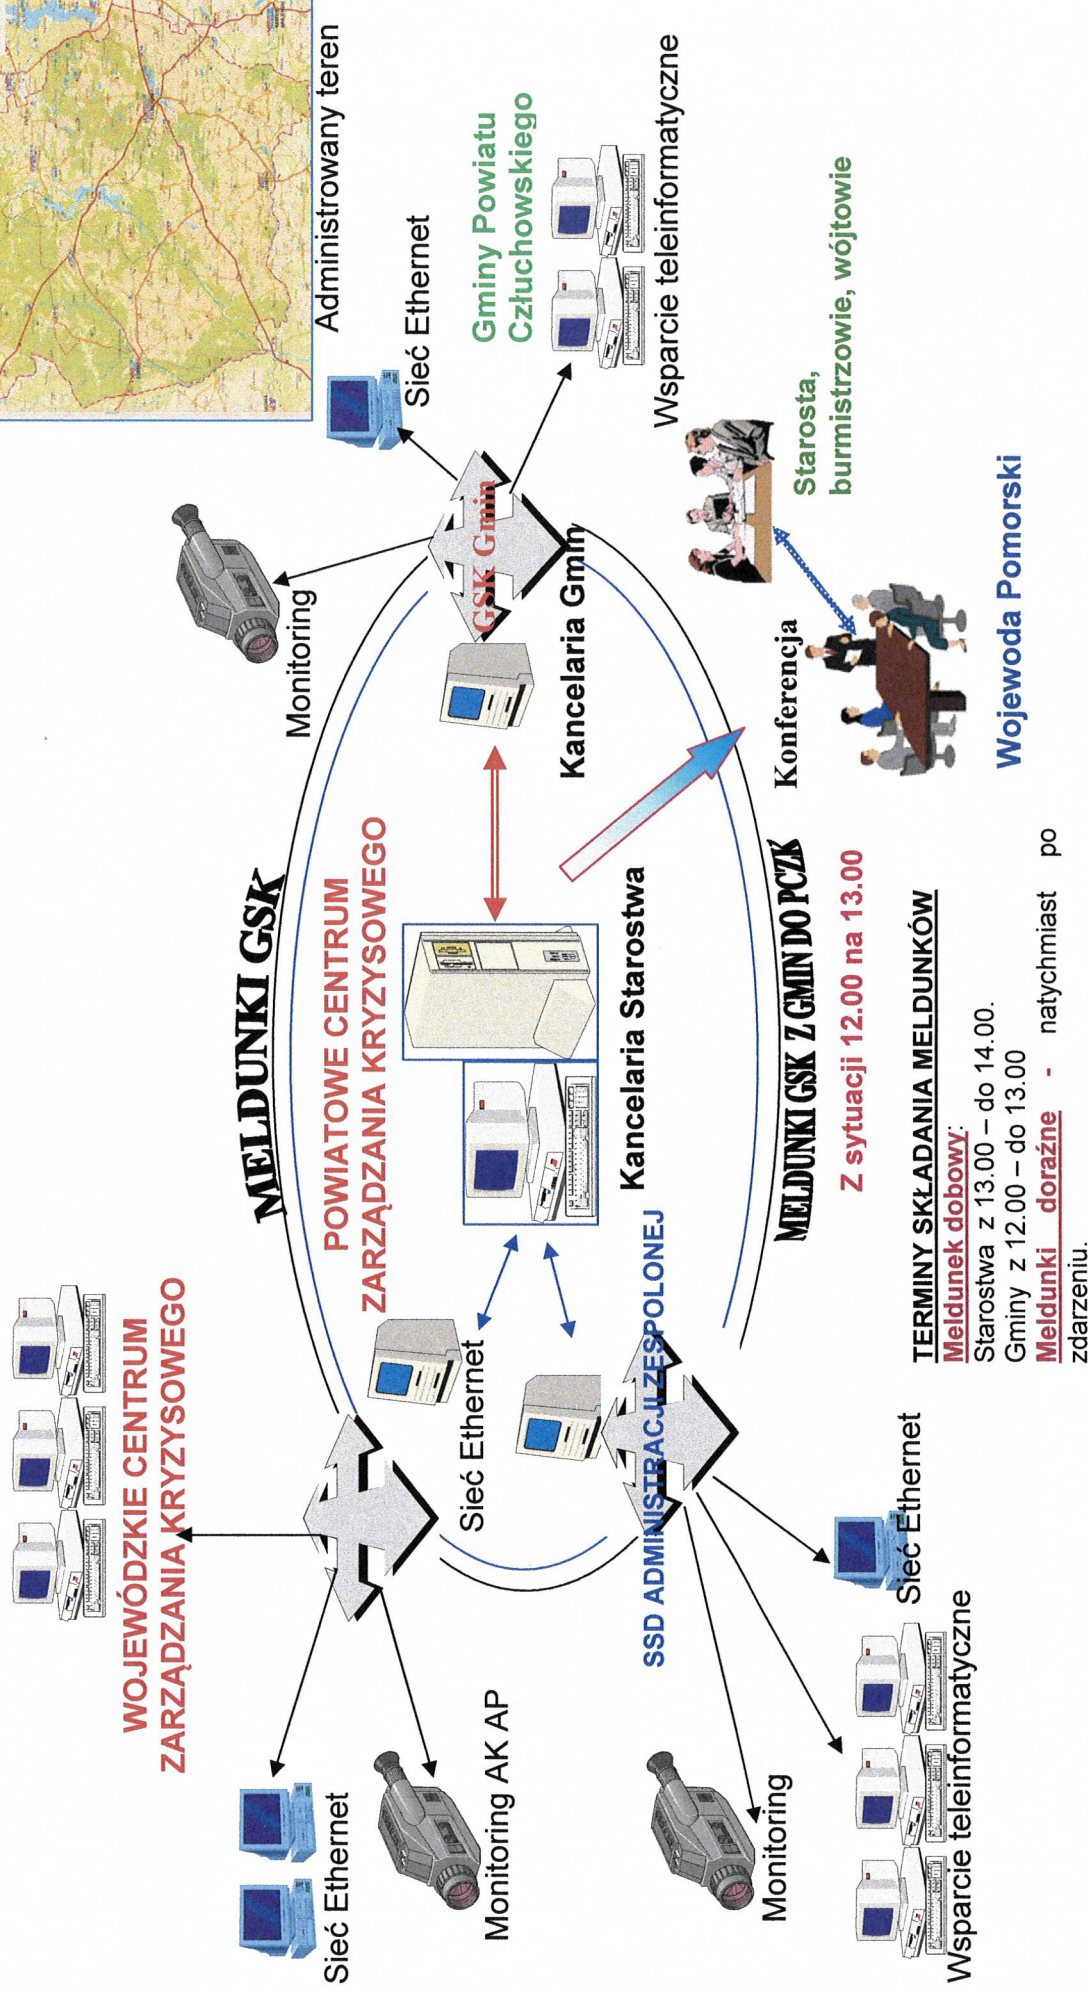 WOJEWÓDZKIE CENTRUM
ZARZĄDZANIA KRYZYSOWEGO
Sieć Ethernet
Monitoring AK AP
MELDUNKI GSK
POWIATOWE CENTRUM
ZARZĄDZANIA KRYZYSOWEGO
Sieć Ethernet
Kancelaria Starostwa
Monitoring
Administrowany teren
Sieć Ethernet
GSK Gmin
Kancelaria Gmin
Gminy Powiatu
Człuchowskiego
Wsparcie teleinformatyczne
SSD ADMINISTRACJI ZESPOLONEJ
Monitoring
Sieć Ethernet
Wsparcie teleinformatyczne
MELDUNKI GSK Z GMIN DO PCZK
Z sytuacji 12.00 na 13.00
Konferencja
Starosta,
burmistrzowie, wójtowie
Wojewoda Pomorski
TERMINY SKŁADANIA MELDUNKÓW
Meldunek dobowy:
Starostwa z 13.00 – do 14.00.
Gminy z 12.00 – do 13.00
Meldunki doraźne - natychmiast po
zdarzeniu.